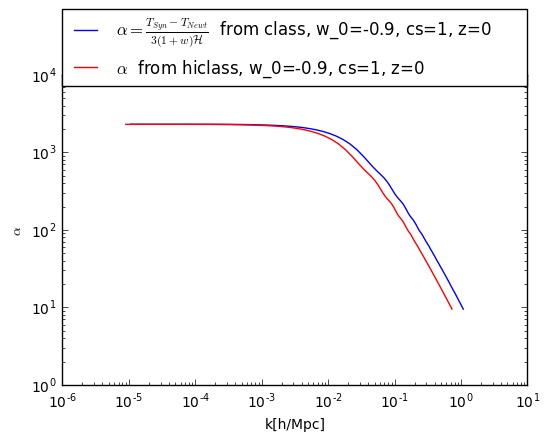 α = T_Syn − T_Newt / 3(1 + w)ℋ from class, w_0=-0.9, cs=1, z=0
α from hiclass, w_0=-0.9, cs=1, z=0
10^4
10^3
10^2
10^1
10^0
α
10^-6 10^-5 10^-4 10^-3 10^-2 10^-1 10^0 10^1
k[h/Mpc]